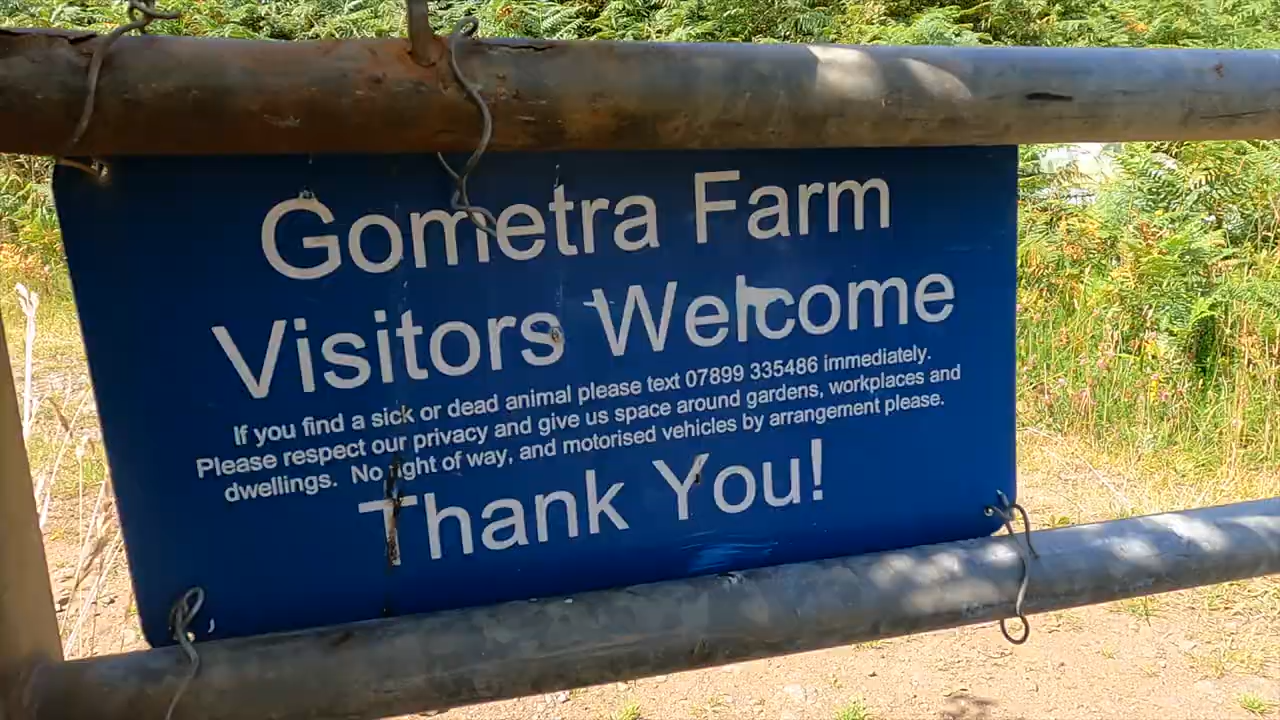 Gometra Farm
Visitors Welcome
If you find a sick or dead animal please text 07899 335486 immediately.
Please respect our privacy and give us space around gardens, workplaces and
dwellings. No right of way, and motorised vehicles by arrangement please.
Thank You!